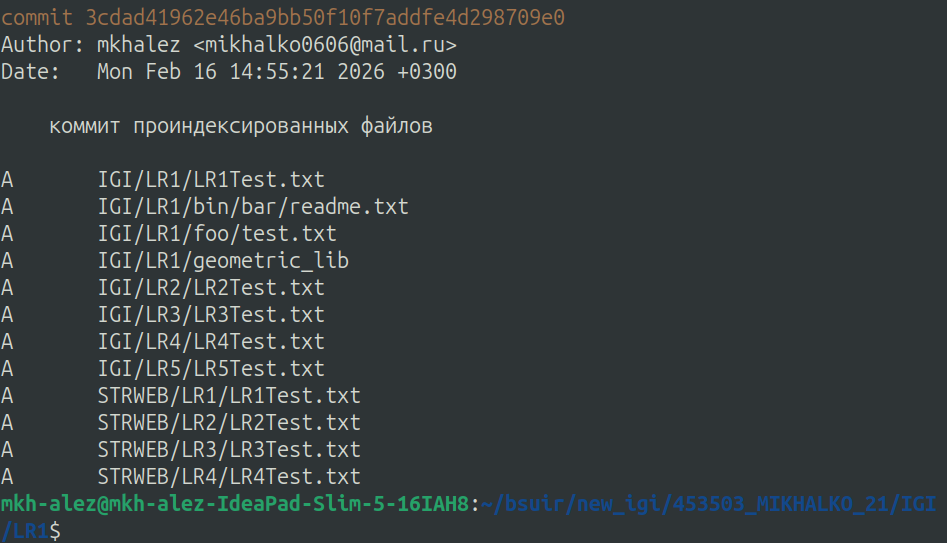 commit 3cdad41962e46ba9bb50f10f7addfe4d298709e0
Author: mkhalez <mikhalko0606@mail.ru>
Date:   Mon Feb 16 14:55:21 2026 +0300
коммит проиндексированных файлов
A       IGI/LR1/LR1Test.txt
A       IGI/LR1/bin/bar/readme.txt
A       IGI/LR1/foo/test.txt
A       IGI/LR1/geometric_lib
A       IGI/LR2/LR2Test.txt
A       IGI/LR3/LR3Test.txt
A       IGI/LR4/LR4Test.txt
A       IGI/LR5/LR5Test.txt
A       STRWEB/LR1/LR1Test.txt
A       STRWEB/LR2/LR2Test.txt
A       STRWEB/LR3/LR3Test.txt
A       STRWEB/LR4/LR4Test.txt
mkh-alez@mkh-alez-IdeaPad-Slim-5-16IAH8:~/bsuir/new_igi/453503_MIKHALKO_21/IGI
/LR1$